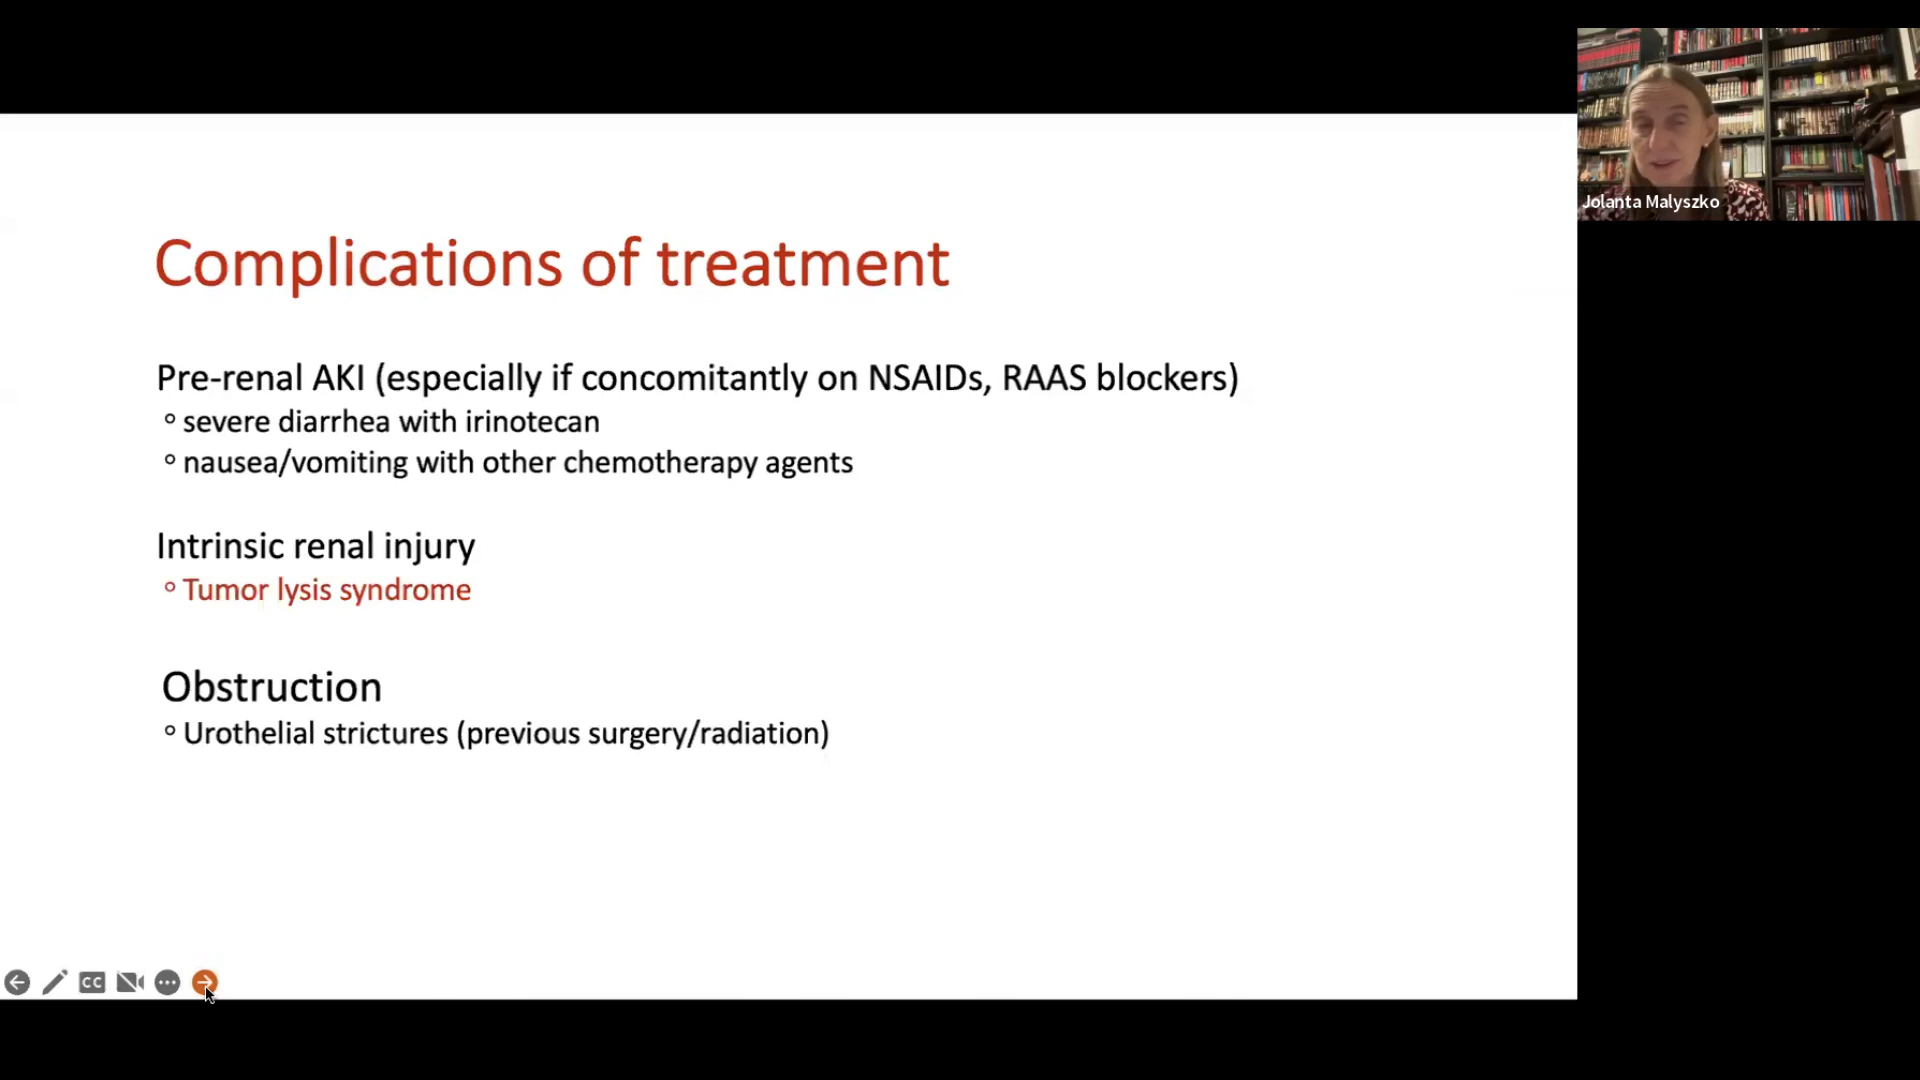 Complications of treatment
Pre-renal AKI (especially if concomitantly on NSAIDs, RAAS blockers)
° severe diarrhea with irinotecan
° nausea/vomiting with other chemotherapy agents
Intrinsic renal injury
° Tumor lysis syndrome
Obstruction
° Urothelial strictures (previous surgery/radiation)
Jolanta Malyszko
CC